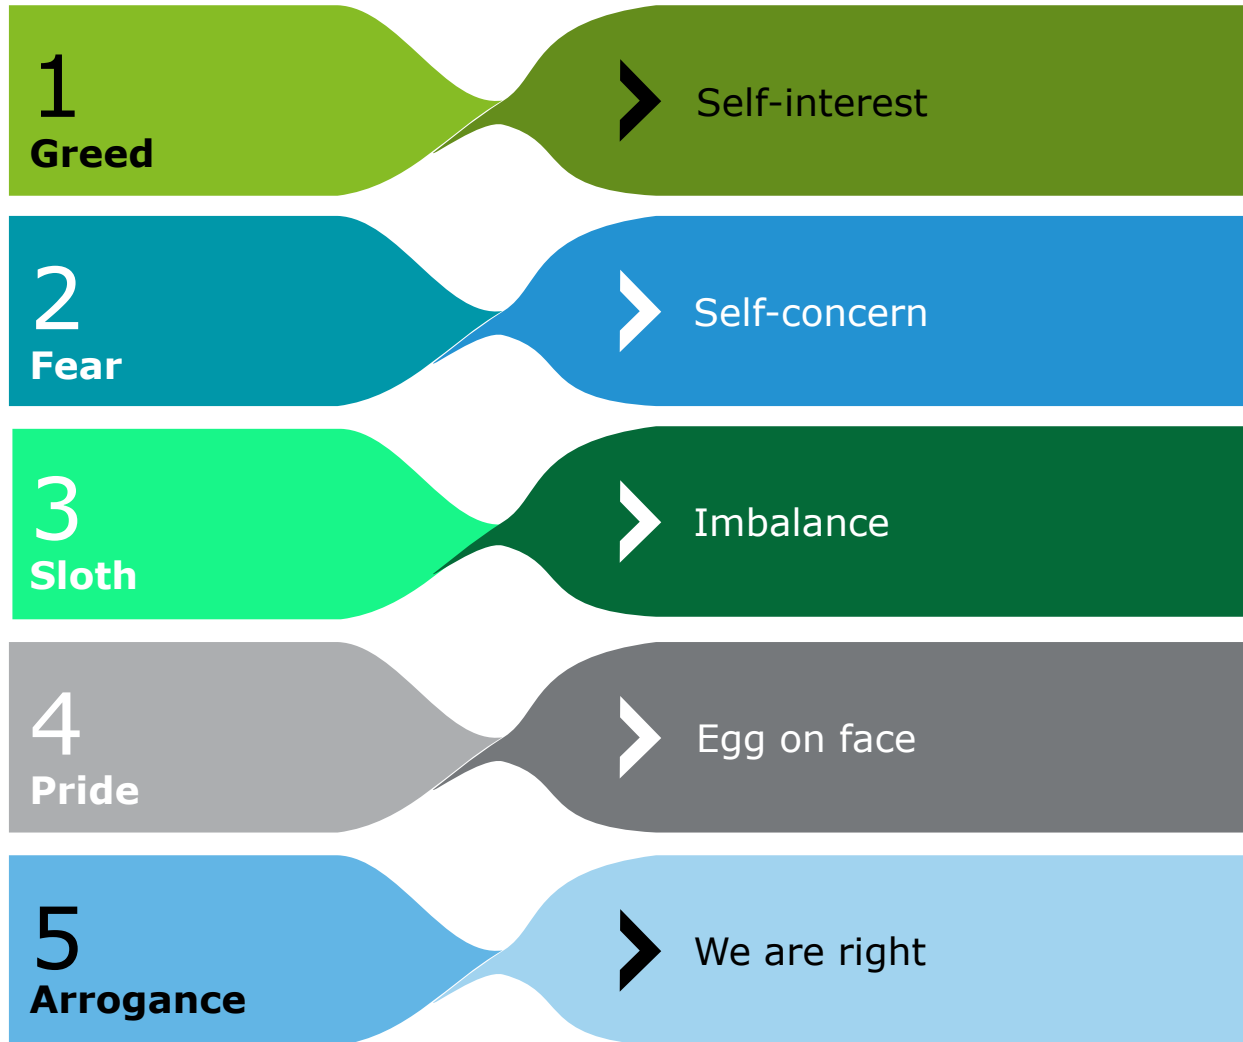 1
Greed
Self-interest
2
Fear
Self-concern
3
Sloth
Imbalance
4
Pride
Egg on face
5
Arrogance
We are right